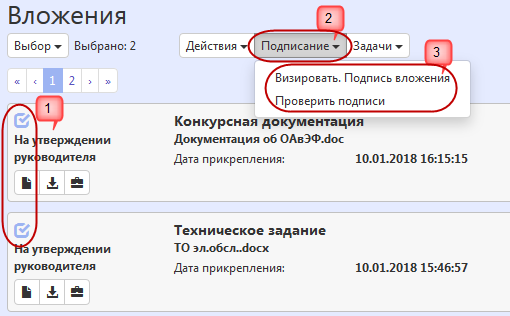 Вложения
2
Выбор Выбрано: 2 Действия Подписание Задачи
3
« ‹ 1 2 › »
Визировать. Подпись вложения
Проверить подписи
1
Конкурсная документация
На утверждении руководителя
Документация об ОАвЭФ.doc
Дата прикрепления: 10.01.2018 16:15:15
Техническое задание
На утверждении руководителя
ТО эл.обсл..docx
Дата прикрепления: 10.01.2018 15:46:57